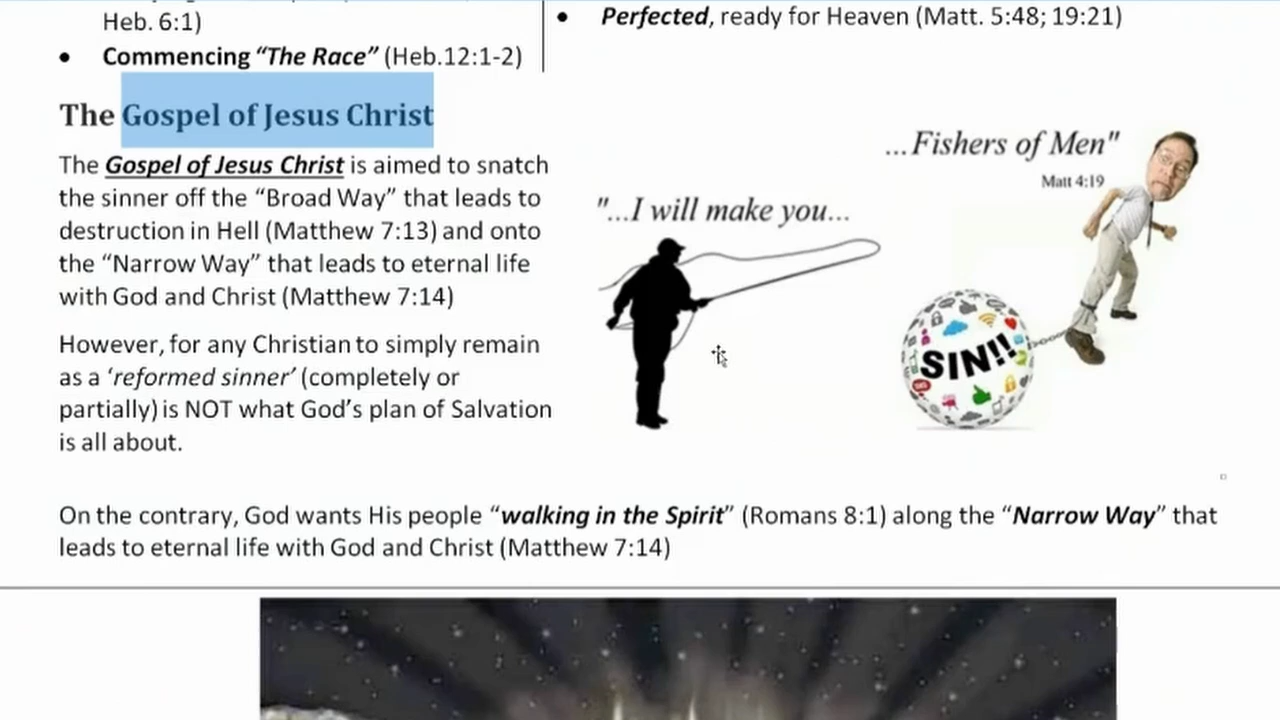 Heb. 6:1)
• Commencing “The Race” (Heb.12:1-2)
• Perfected, ready for Heaven (Matt. 5:48; 19:21)
The Gospel of Jesus Christ
The Gospel of Jesus Christ is aimed to snatch
the sinner off the “Broad Way” that leads to
destruction in Hell (Matthew 7:13) and onto
the “Narrow Way” that leads to eternal life
with God and Christ (Matthew 7:14)
However, for any Christian to simply remain
as a ‘reformed sinner’ (completely or
partially) is NOT what God’s plan of Salvation
is all about.
"...I will make you...
...Fishers of Men"
Matt 4:19
SIN!!
On the contrary, God wants His people “walking in the Spirit” (Romans 8:1) along the “Narrow Way” that
leads to eternal life with God and Christ (Matthew 7:14)